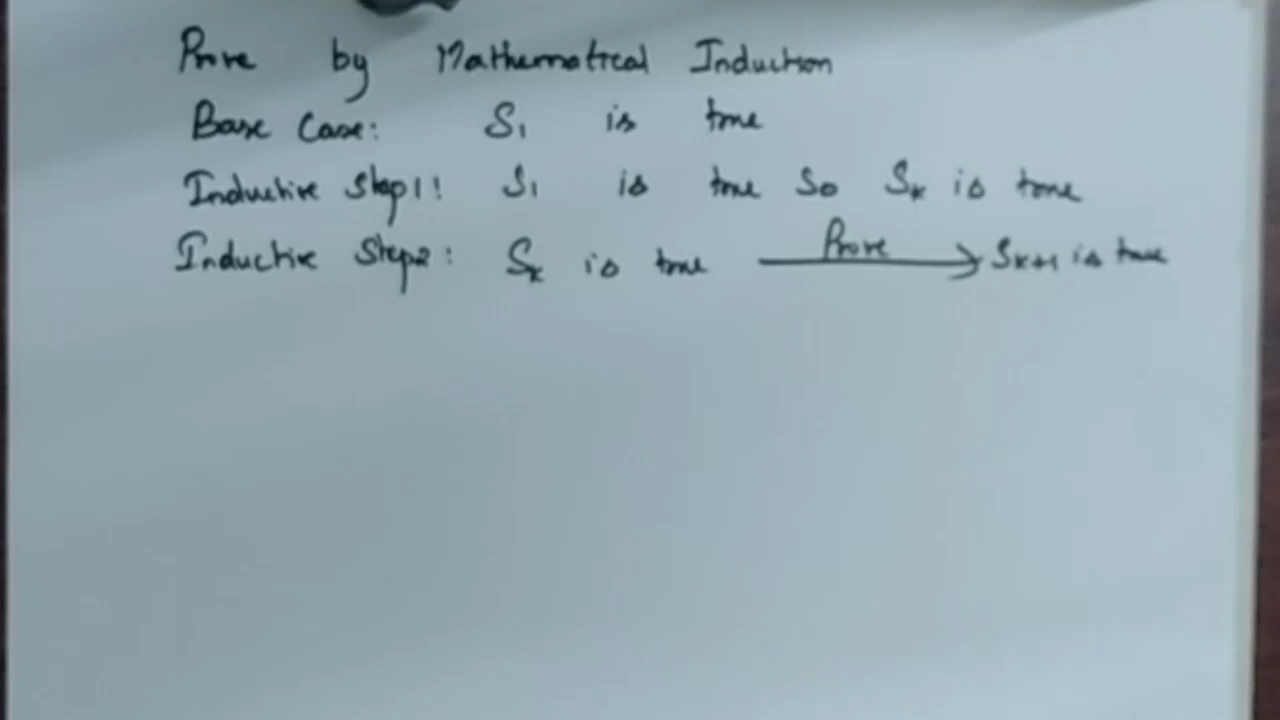 Prove by Mathematical Induction
Base Case: S₁ is true
Inductive Step1: S₁ is true So Sₖ is true
Inductive Step2: Sₖ is true Prove → Sₖ₊₁ is true